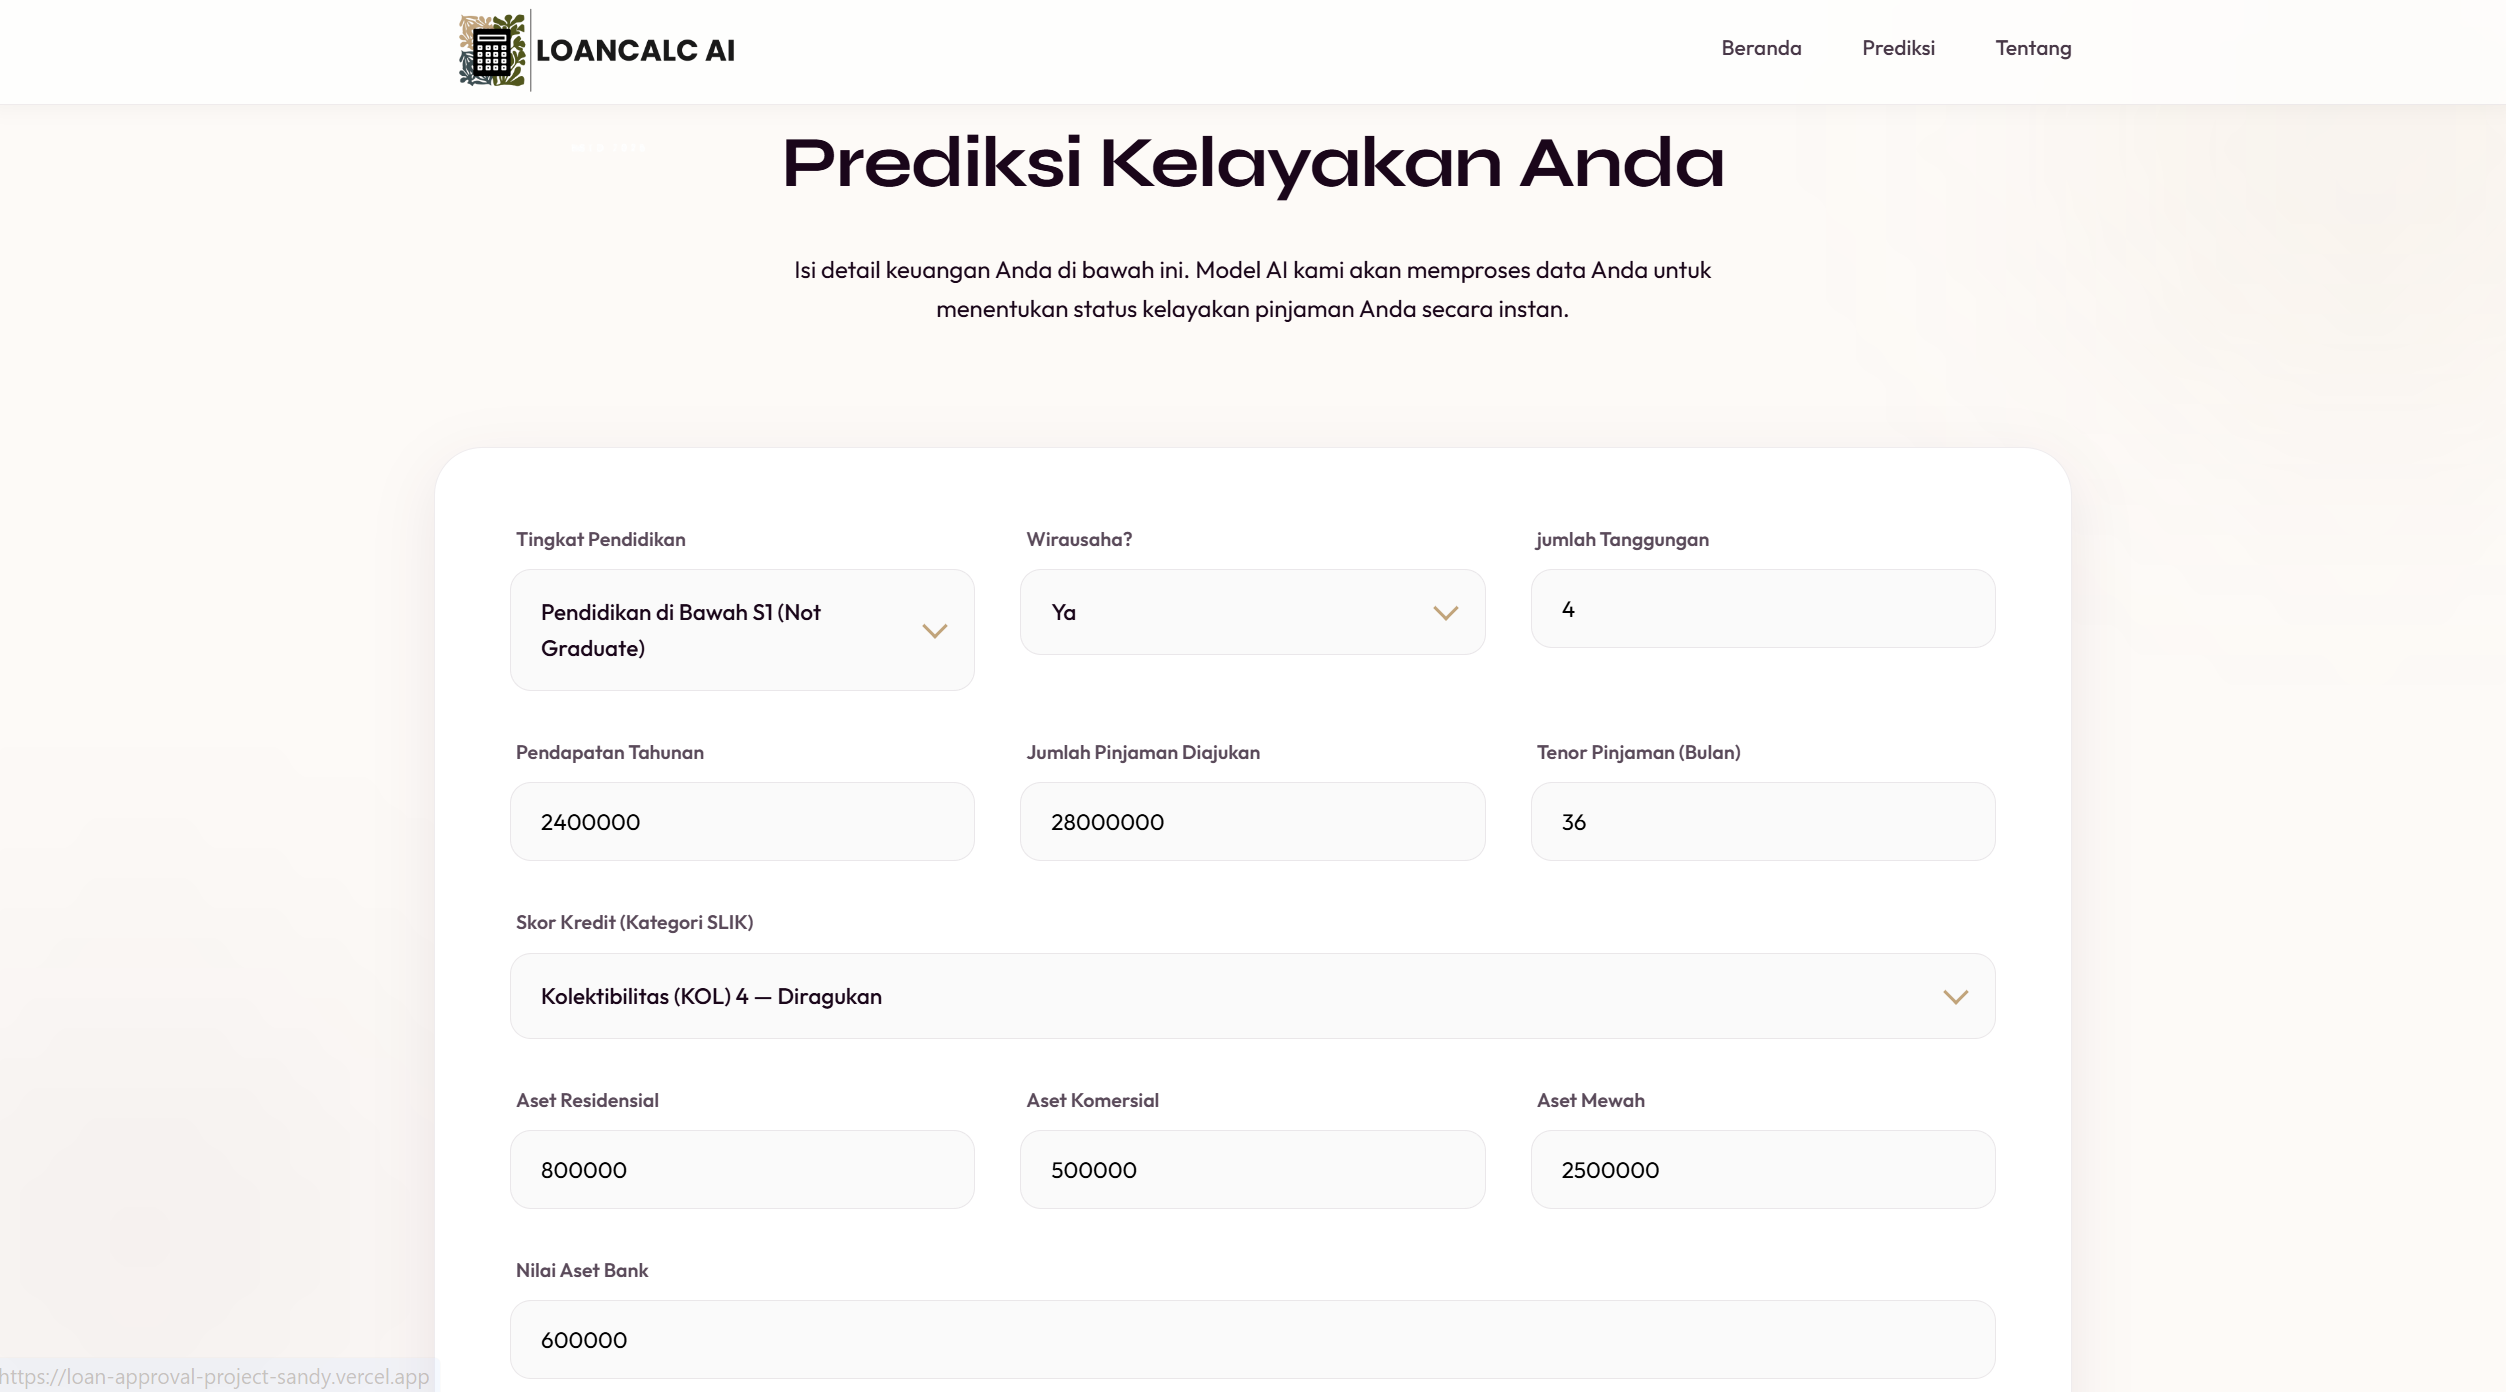 LOANCALC AI
Beranda
Prediksi
Tentang
Prediksi Kelayakan Anda
Isi detail keuangan Anda di bawah ini. Model AI kami akan memproses data Anda untuk
menentukan status kelayakan pinjaman Anda secara instan.
Tingkat Pendidikan
Wirausaha?
jumlah Tanggungan
Pendidikan di Bawah S1 (Not
Graduate)
Ya
4
Pendapatan Tahunan
Jumlah Pinjaman Diajukan
Tenor Pinjaman (Bulan)
2400000
28000000
36
Skor Kredit (Kategori SLIK)
Kolektibilitas (KOL) 4 — Diragukan
Aset Residensial
Aset Komersial
Aset Mewah
800000
500000
2500000
Nilai Aset Bank
600000
https://loan-approval-project-sandy.vercel.app